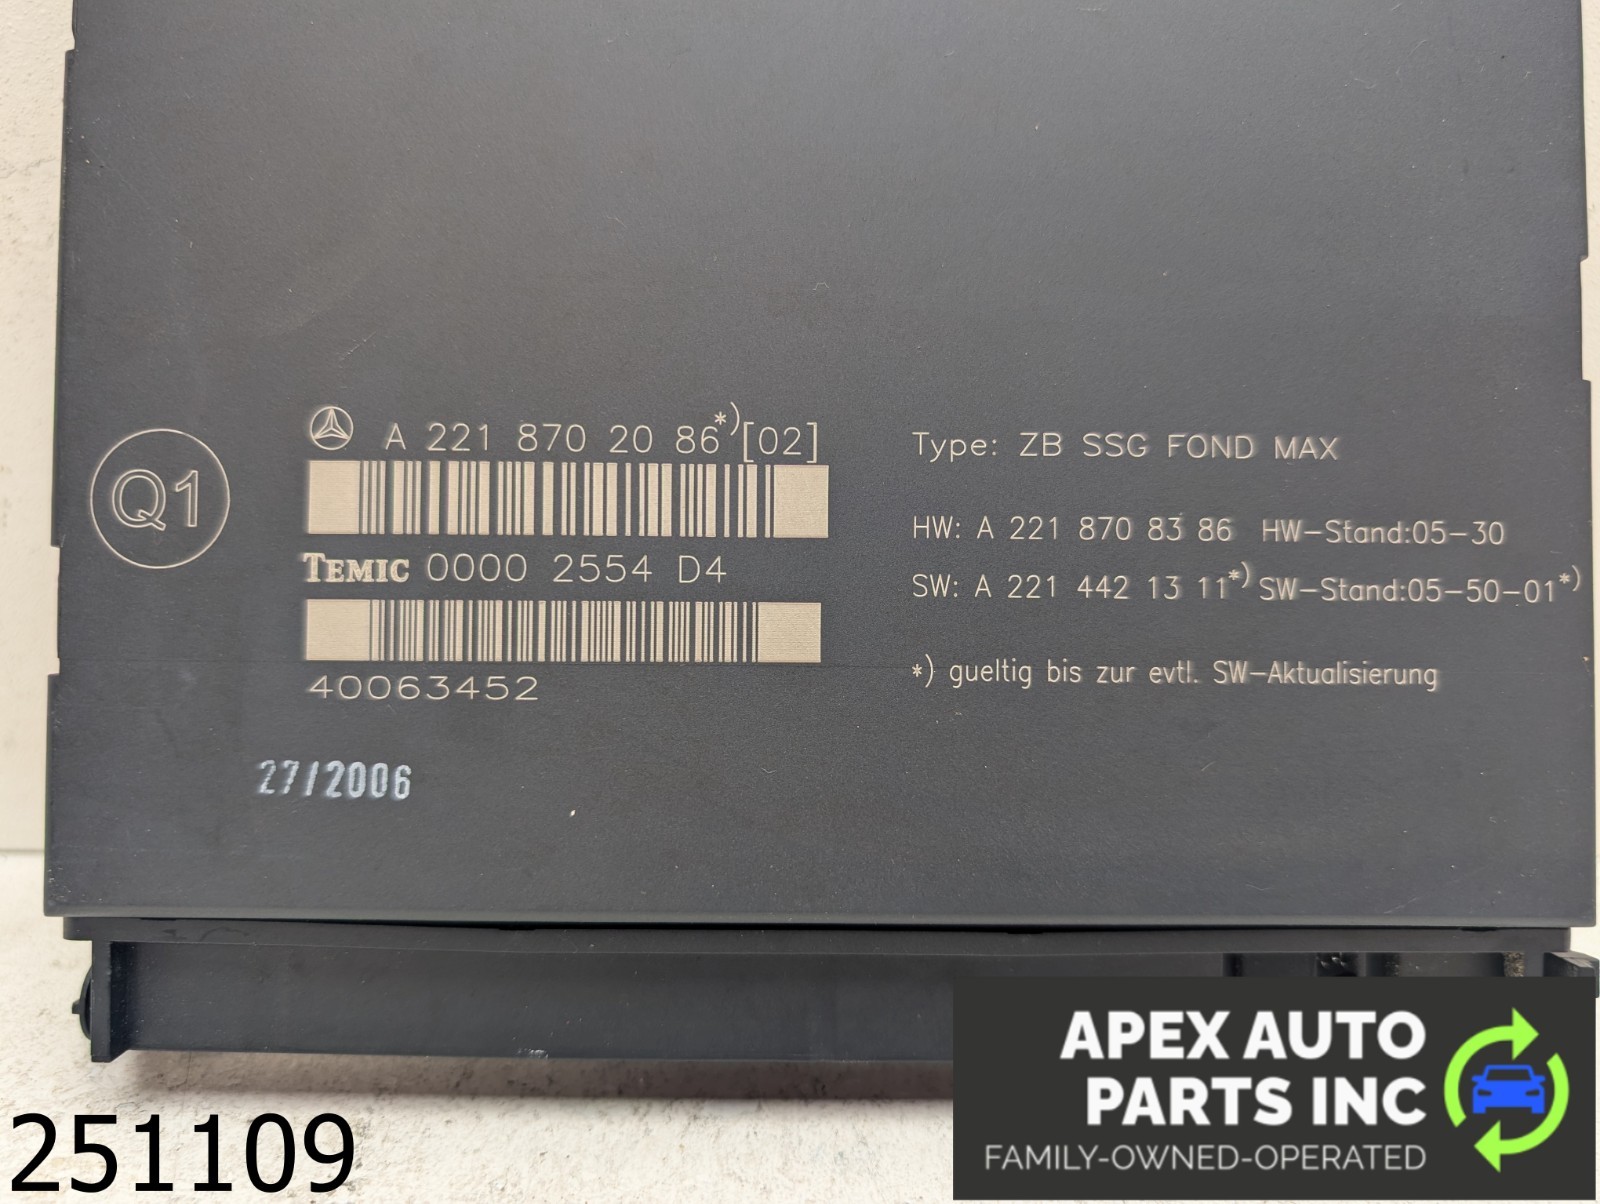 Q1
A 221 870 20 86*)[02]
TEMIC 0000 2554 D4
40063452
27/2006
Type: ZB SSG FOND MAX
HW: A 221 870 83 86 HW-Stand:05-30
SW: A 221 442 13 11*) SW-Stand:05-50-01*)
*) gueltig bis zur evtl. SW-Aktualisierung
251109
APEX AUTO
PARTS INC
FAMILY-OWNED-OPERATED